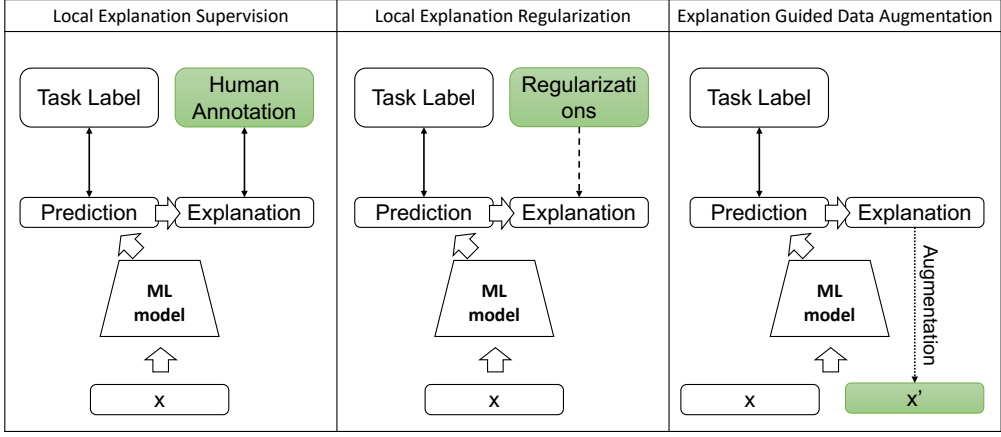 Local Explanation Supervision
Task Label
Human
Annotation
Prediction
Explanation
ML
model
x
Local Explanation Regularization
Task Label
Regularizati
ons
Prediction
Explanation
ML
model
x
Explanation Guided Data Augmentation
Task Label
Prediction
Explanation
ML
model
Augmentation
x
x'